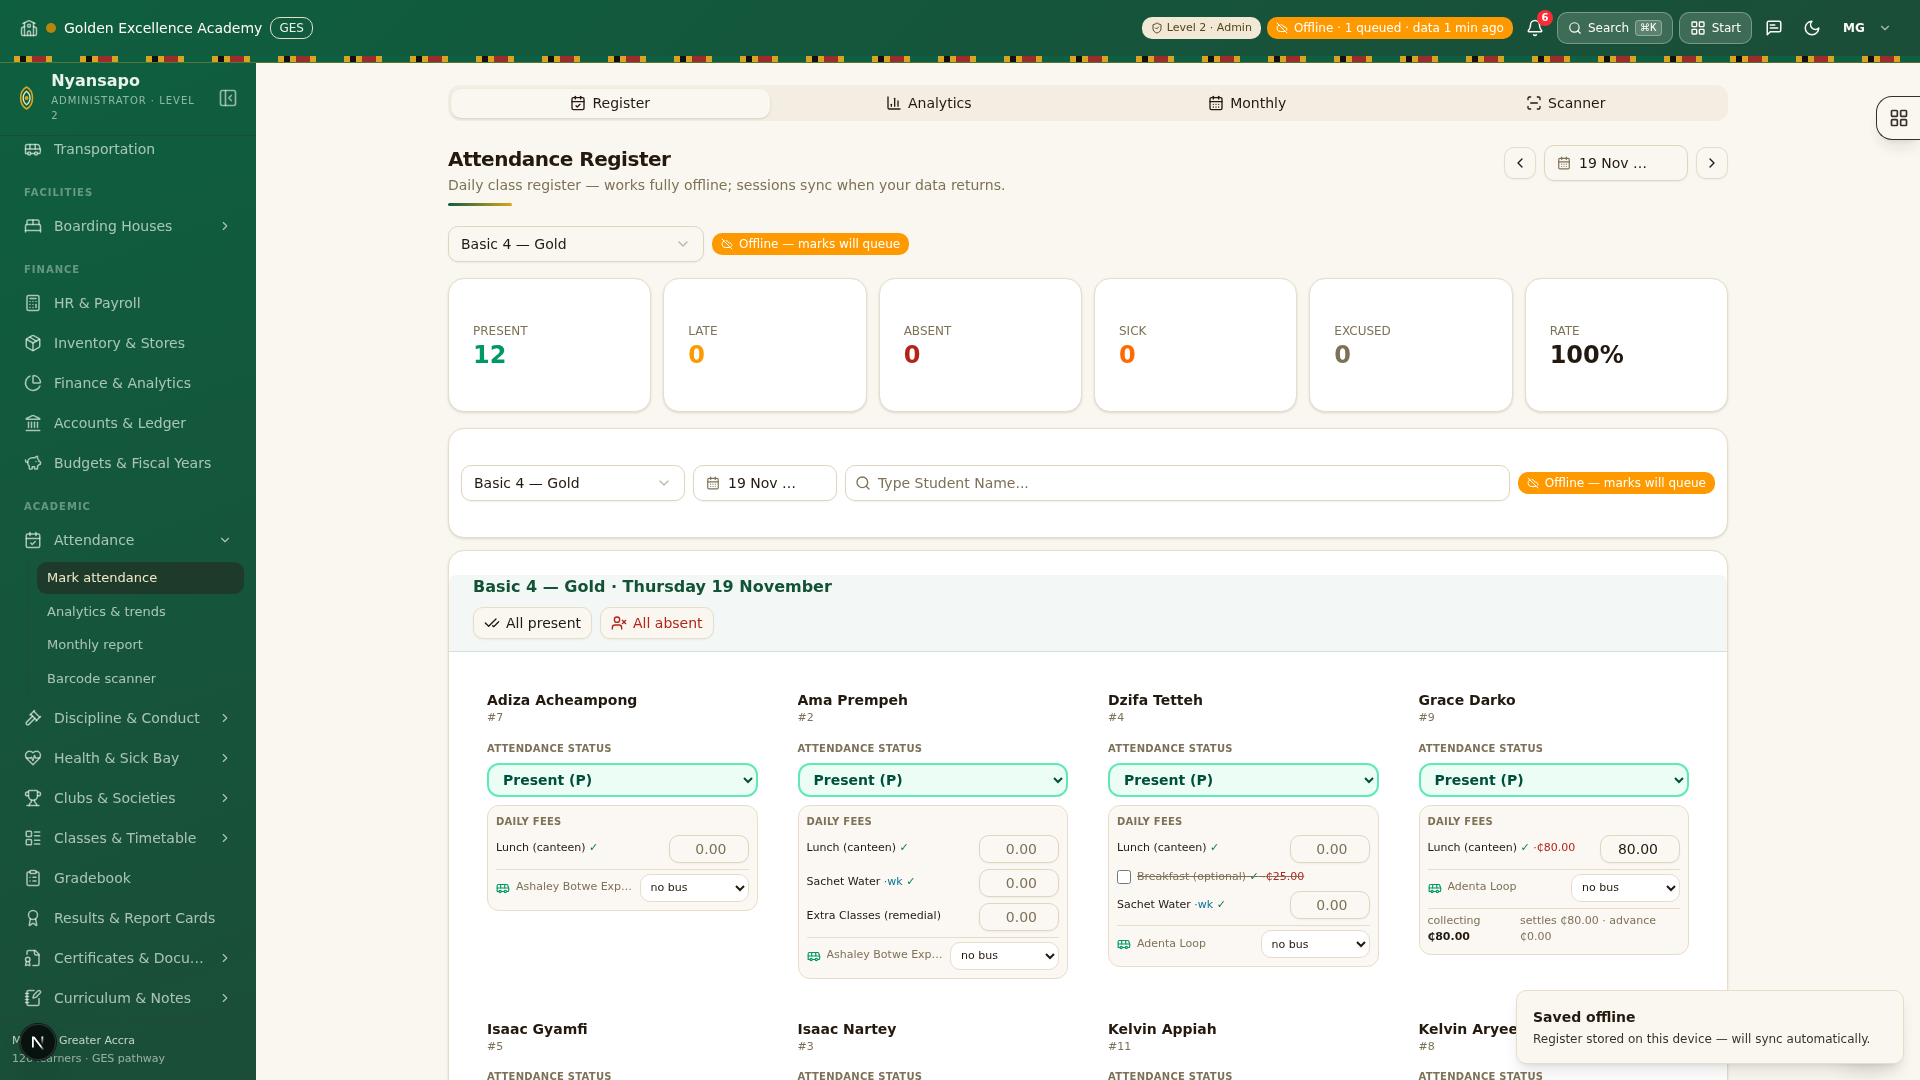 Golden Excellence Academy GES
Level 2 · Admin
Offline · 1 queued · data 1 min ago
6
Search ⌘K
Start
MG
Nyansapo
ADMINISTRATOR · LEVEL
2
Transportation
FACILITIES
Boarding Houses
FINANCE
HR & Payroll
Inventory & Stores
Finance & Analytics
Accounts & Ledger
Budgets & Fiscal Years
ACADEMIC
Attendance
Mark attendance
Analytics & trends
Monthly report
Barcode scanner
Discipline & Conduct
Health & Sick Bay
Clubs & Societies
Classes & Timetable
Gradebook
Results & Report Cards
Certificates & Docu...
Curriculum & Notes
Greater Accra
GES pathway
N
Register
Analytics
Monthly
Scanner
Attendance Register
Daily class register — works fully offline; sessions sync when your data returns.
19 Nov ...
Basic 4 — Gold
Offline — marks will queue
PRESENT
12
LATE
0
ABSENT
0
SICK
0
EXCUSED
0
RATE
100%
Basic 4 — Gold
19 Nov ...
Type Student Name...
Offline — marks will queue
Basic 4 — Gold · Thursday 19 November
All present
All absent
Adiza Acheampong
#7
ATTENDANCE STATUS
Present (P)
DAILY FEES
Lunch (canteen) ✓ 0.00
Ashaley Botwe Exp... no bus
Ama Prempeh
#2
ATTENDANCE STATUS
Present (P)
DAILY FEES
Lunch (canteen) ✓ 0.00
Sachet Water ·wk ✓ 0.00
Extra Classes (remedial) 0.00
Ashaley Botwe Exp... no bus
Dzifa Tetteh
#4
ATTENDANCE STATUS
Present (P)
DAILY FEES
Lunch (canteen) ✓ 0.00
Breakfast (optional) ✓ ·₵25.00
Sachet Water ·wk ✓ 0.00
Adenta Loop no bus
Grace Darko
#9
ATTENDANCE STATUS
Present (P)
DAILY FEES
Lunch (canteen) ✓ ·₵80.00 80.00
Adenta Loop no bus
collecting
₵80.00
settles ₵80.00 · advance
₵0.00
Isaac Gyamfi
#5
ATTENDANCE STATUS
Isaac Nartey
#3
ATTENDANCE STATUS
Kelvin Appiah
#11
ATTENDANCE STATUS
Kelvin Aryee
#8
ATTENDANCE STATUS
Saved offline
Register stored on this device — will sync automatically.